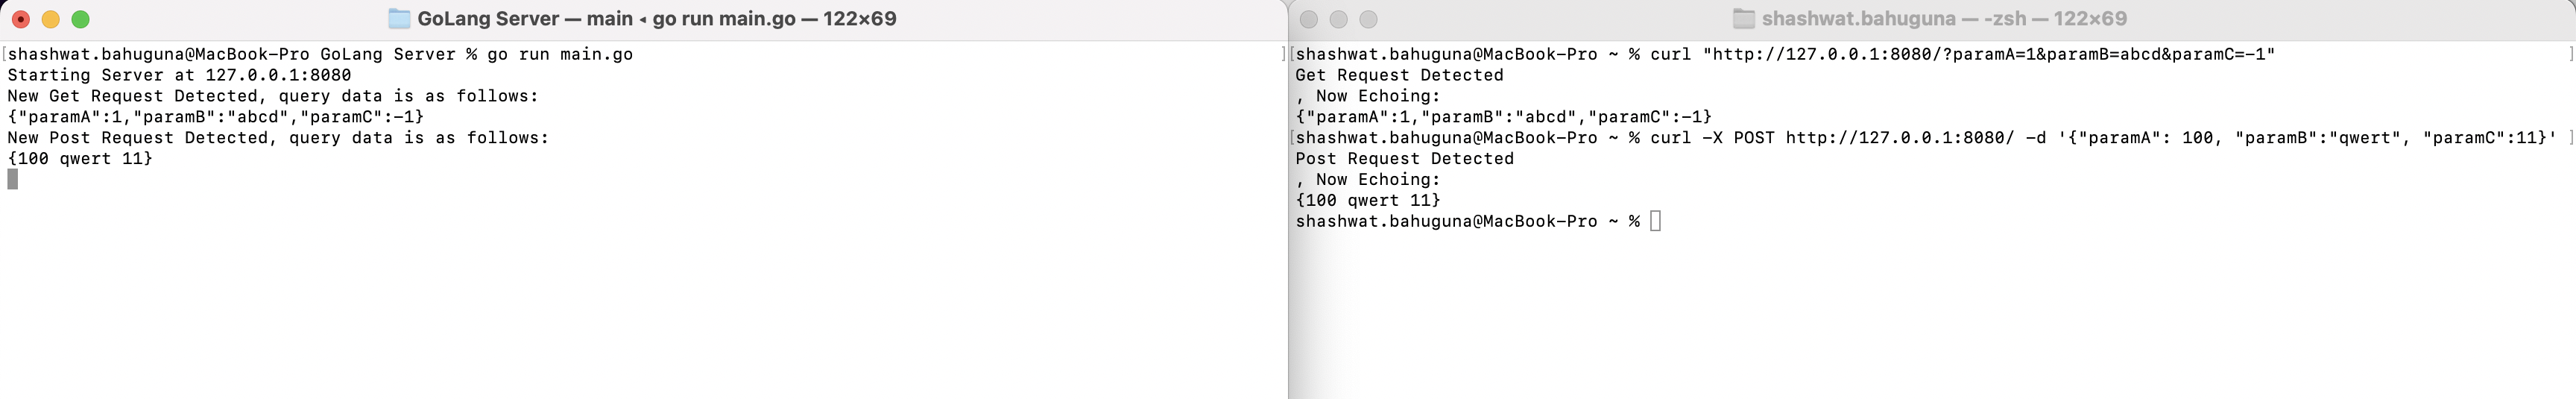 GoLang Server — main ◂ go run main.go — 122×69
[shashwat.bahuguna@MacBook-Pro GoLang Server % go run main.go ]
Starting Server at 127.0.0.1:8080
New Get Request Detected, query data is as follows:
{"paramA":1,"paramB":"abcd","paramC":-1}
New Post Request Detected, query data is as follows:
{100 qwert 11}
shashwat.bahuguna — -zsh — 122×69
[shashwat.bahuguna@MacBook-Pro ~ % curl "http://127.0.0.1:8080/?paramA=1&paramB=abcd&paramC=-1" ]
Get Request Detected
, Now Echoing:
{"paramA":1,"paramB":"abcd","paramC":-1}
[shashwat.bahuguna@MacBook-Pro ~ % curl -X POST http://127.0.0.1:8080/ -d '{"paramA": 100, "paramB":"qwert", "paramC":11}' ]
Post Request Detected
, Now Echoing:
{100 qwert 11}
shashwat.bahuguna@MacBook-Pro ~ %